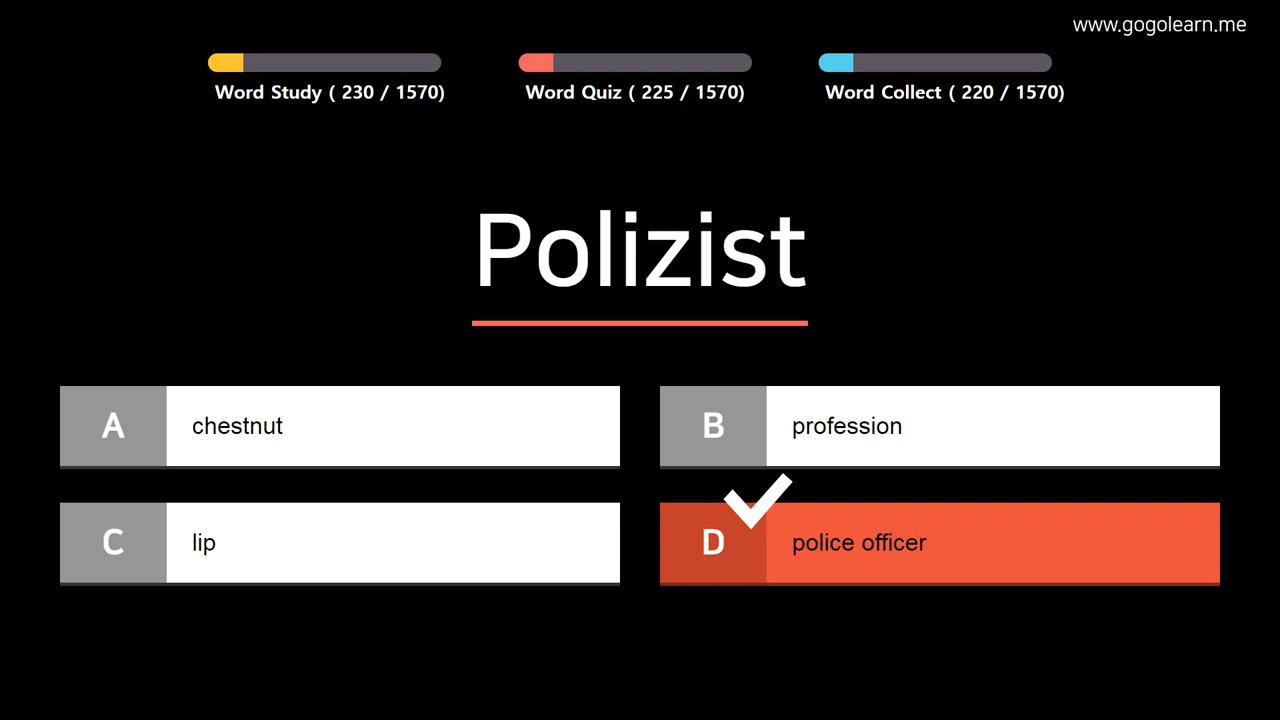 www.gogolearn.me
Word Study ( 230 / 1570)
Word Quiz ( 225 / 1570)
Word Collect ( 220 / 1570)
Polizist
A chestnut
B profession
C lip
D police officer